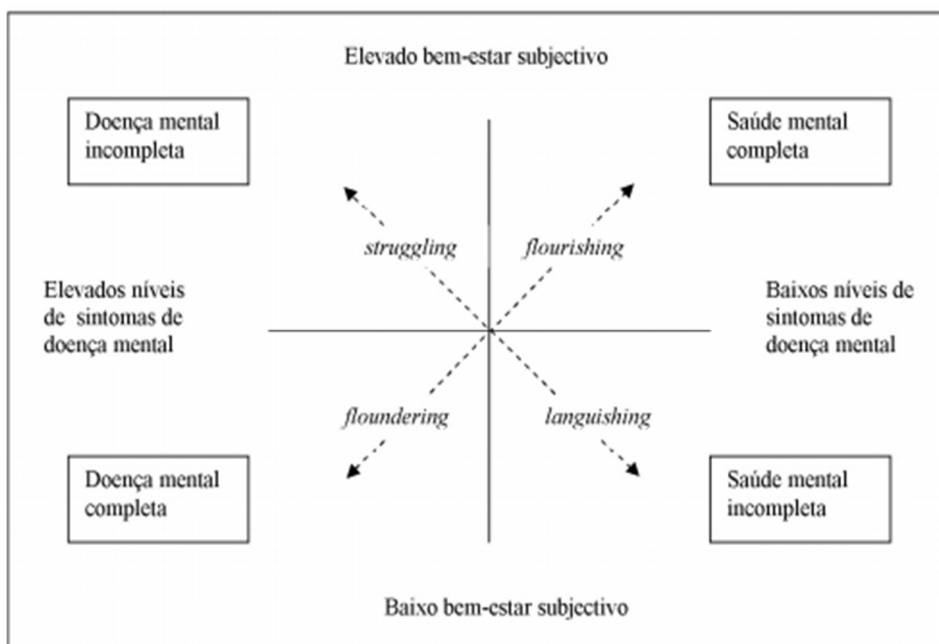 Elevado bem-estar subjectivo
Doença mental
incompleta
Saúde mental
completa
struggling
flourishing
Elevados níveis
de sintomas de
doença mental
Baixos níveis de
sintomas de
doença mental
floundering
languishing
Doença mental
completa
Saúde mental
incompleta
Baixo bem-estar subjectivo